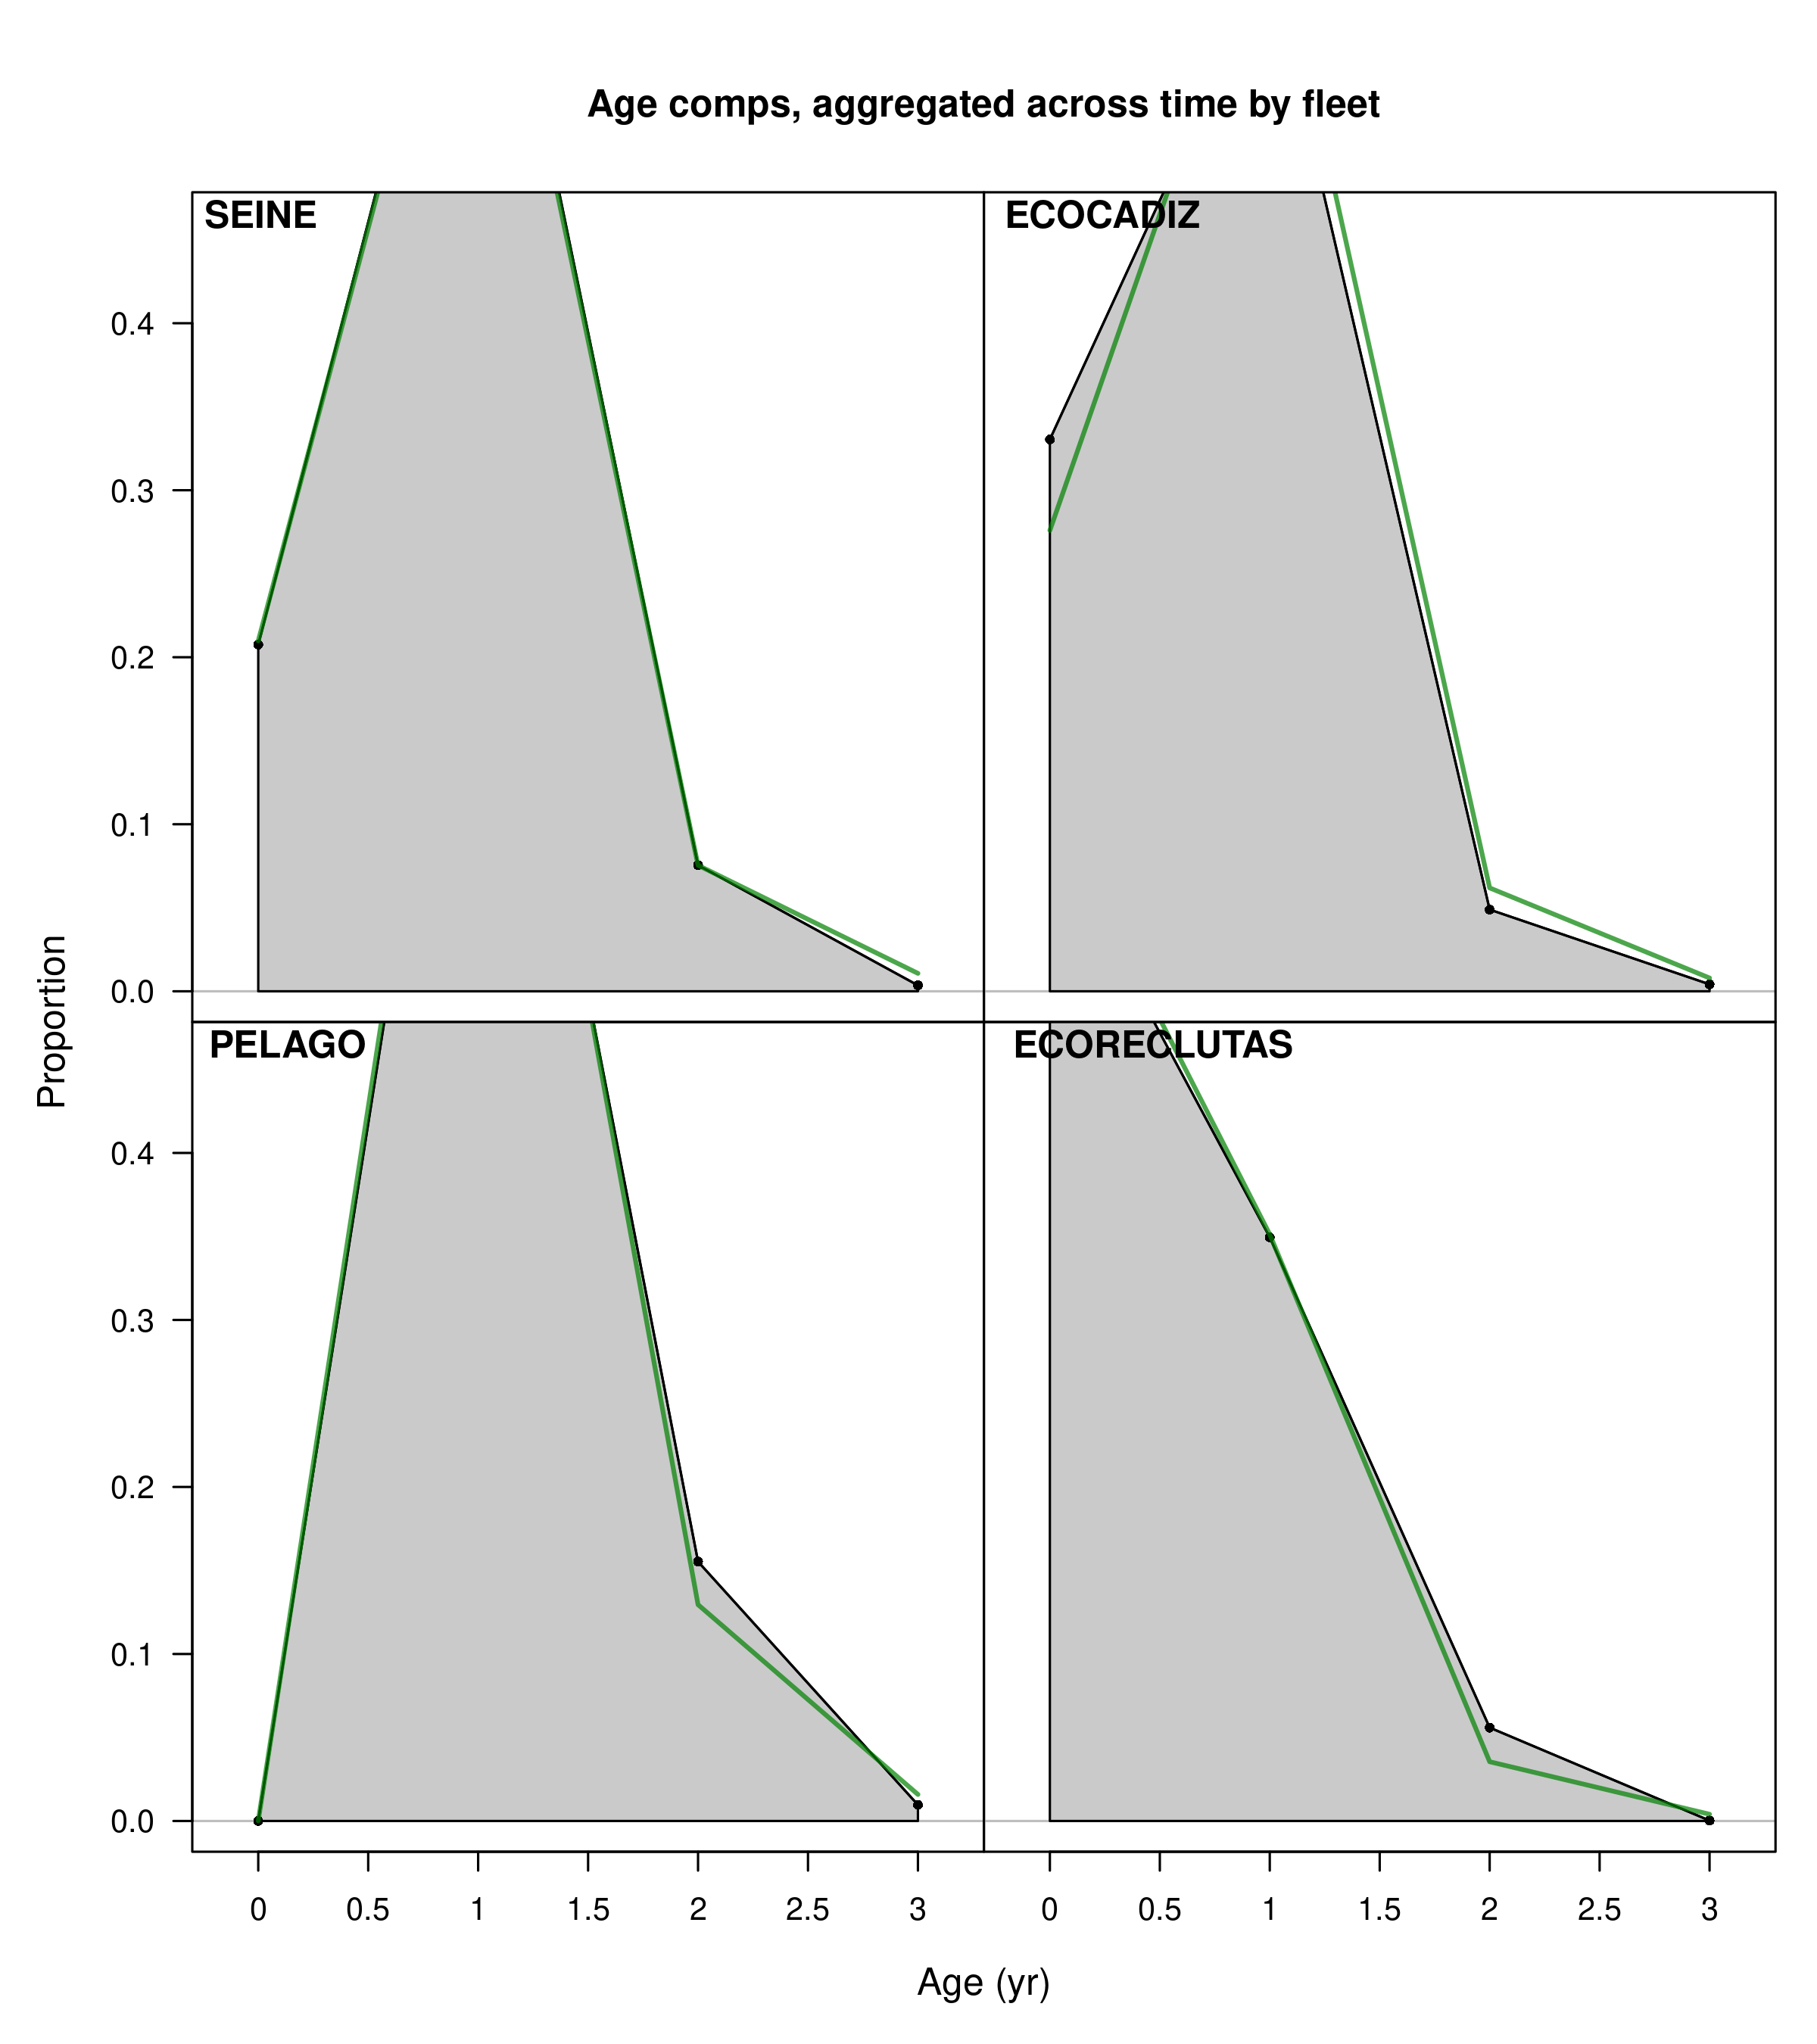 Age comps, aggregated across time by fleet
SEINE
ECOCADIZ
0.4
0.3
0.2
0.1
0.0
PELAGO
ECORECLUTAS
0.4
0.3
0.2
0.1
0.0
Proportion
0 0.5 1 1.5 2 2.5 3
0 0.5 1 1.5 2 2.5 3
Age (yr)